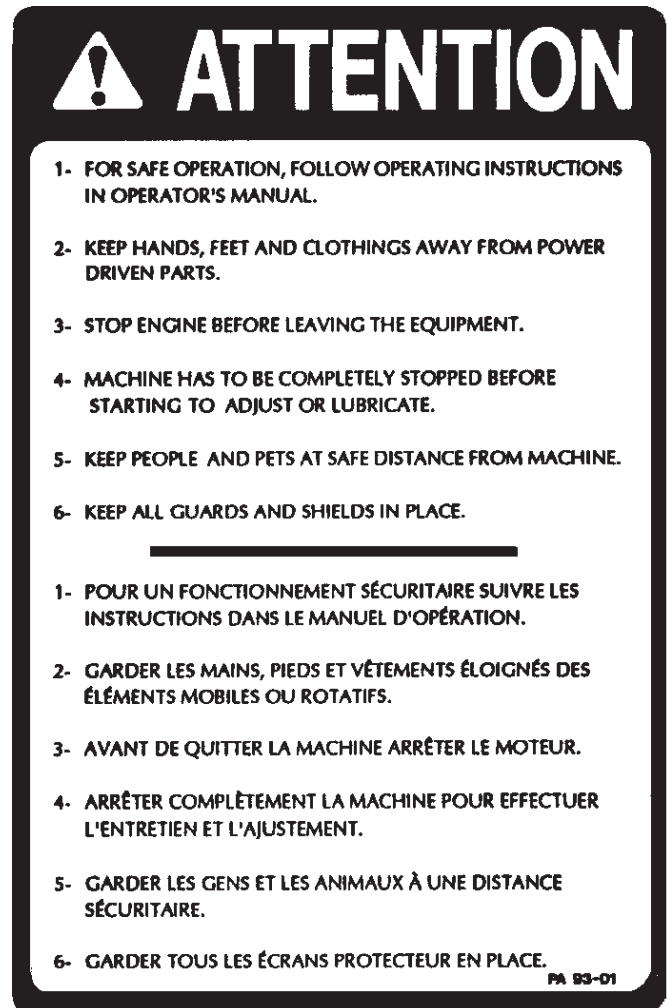 ATTENTION
1- FOR SAFE OPERATION, FOLLOW OPERATING INSTRUCTIONS
IN OPERATOR'S MANUAL.
2- KEEP HANDS, FEET AND CLOTHINGS AWAY FROM POWER
DRIVEN PARTS.
3- STOP ENGINE BEFORE LEAVING THE EQUIPMENT.
4- MACHINE HAS TO BE COMPLETELY STOPPED BEFORE
STARTING TO ADJUST OR LUBRICATE.
5- KEEP PEOPLE AND PETS AT SAFE DISTANCE FROM MACHINE.
6- KEEP ALL GUARDS AND SHIELDS IN PLACE.
1- POUR UN FONCTIONNEMENT SÉCURITAIRE SUIVRE LES
INSTRUCTIONS DANS LE MANUEL D'OPÉRATION.
2- GARDER LES MAINS, PIEDS ET VÊTEMENTS ÉLOIGNÉS DES
ÉLÉMENTS MOBILES OU ROTATIFS.
3- AVANT DE QUITTER LA MACHINE ARRÊTER LE MOTEUR.
4- ARRÊTER COMPLÈTEMENT LA MACHINE POUR EFFECTUER
L'ENTRETIEN ET L'AJUSTEMENT.
5- GARDER LES GENS ET LES ANIMAUX À UNE DISTANCE
SÉCURITAIRE.
6- GARDER TOUS LES ÉCRANS PROTECTEUR EN PLACE.
PA 93-01